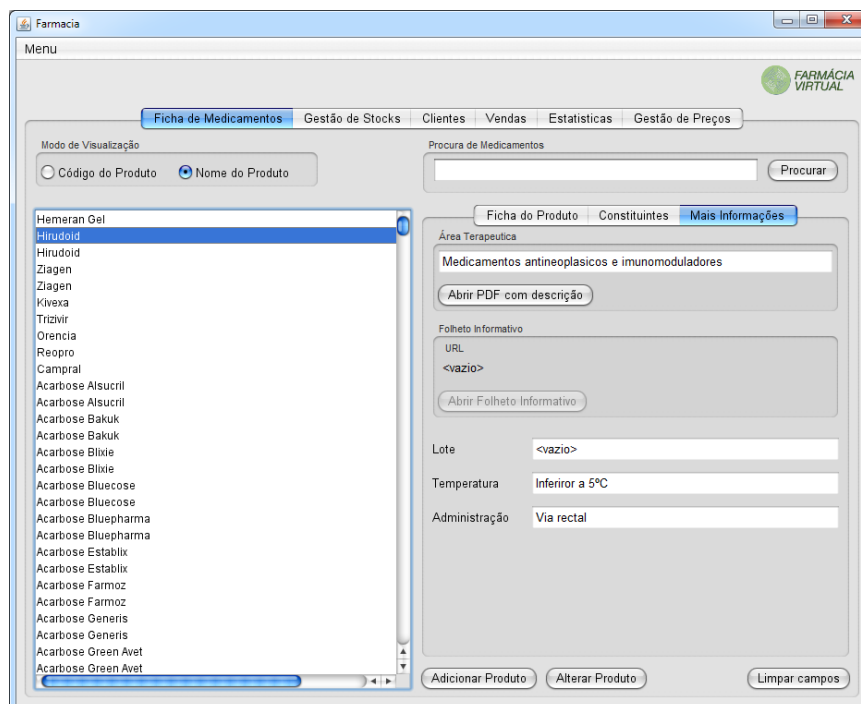 Farmacia
Menu
FARMÁCIA
VIRTUAL
Ficha de Medicamentos Gestão de Stocks Clientes Vendas Estatisticas Gestão de Preços
Modo de Visualização
Código do Produto Nome do Produto
Procura de Medicamentos
Procurar
Hemeran Gel
Hirudoid
Hirudoid
Ziagen
Ziagen
Kivexa
Trizivir
Orencia
Reopro
Campral
Acarbose Alsucril
Acarbose Alsucril
Acarbose Bakuk
Acarbose Bakuk
Acarbose Blixie
Acarbose Blixie
Acarbose Bluecose
Acarbose Bluecose
Acarbose Bluepharma
Acarbose Bluepharma
Acarbose Establix
Acarbose Establix
Acarbose Farmoz
Acarbose Farmoz
Acarbose Generis
Acarbose Generis
Acarbose Green Avet
Acarbose Green Avet
Ficha do Produto Constituintes Mais Informações
Área Terapeutica
Medicamentos antineoplasicos e imunomoduladores
Abrir PDF com descrição
Folheto Informativo
URL
<vazio>
Abrir Folheto Informativo
Lote <vazio>
Temperatura Inferiror a 5ºC
Administração Via rectal
Adicionar Produto Alterar Produto Limpar campos